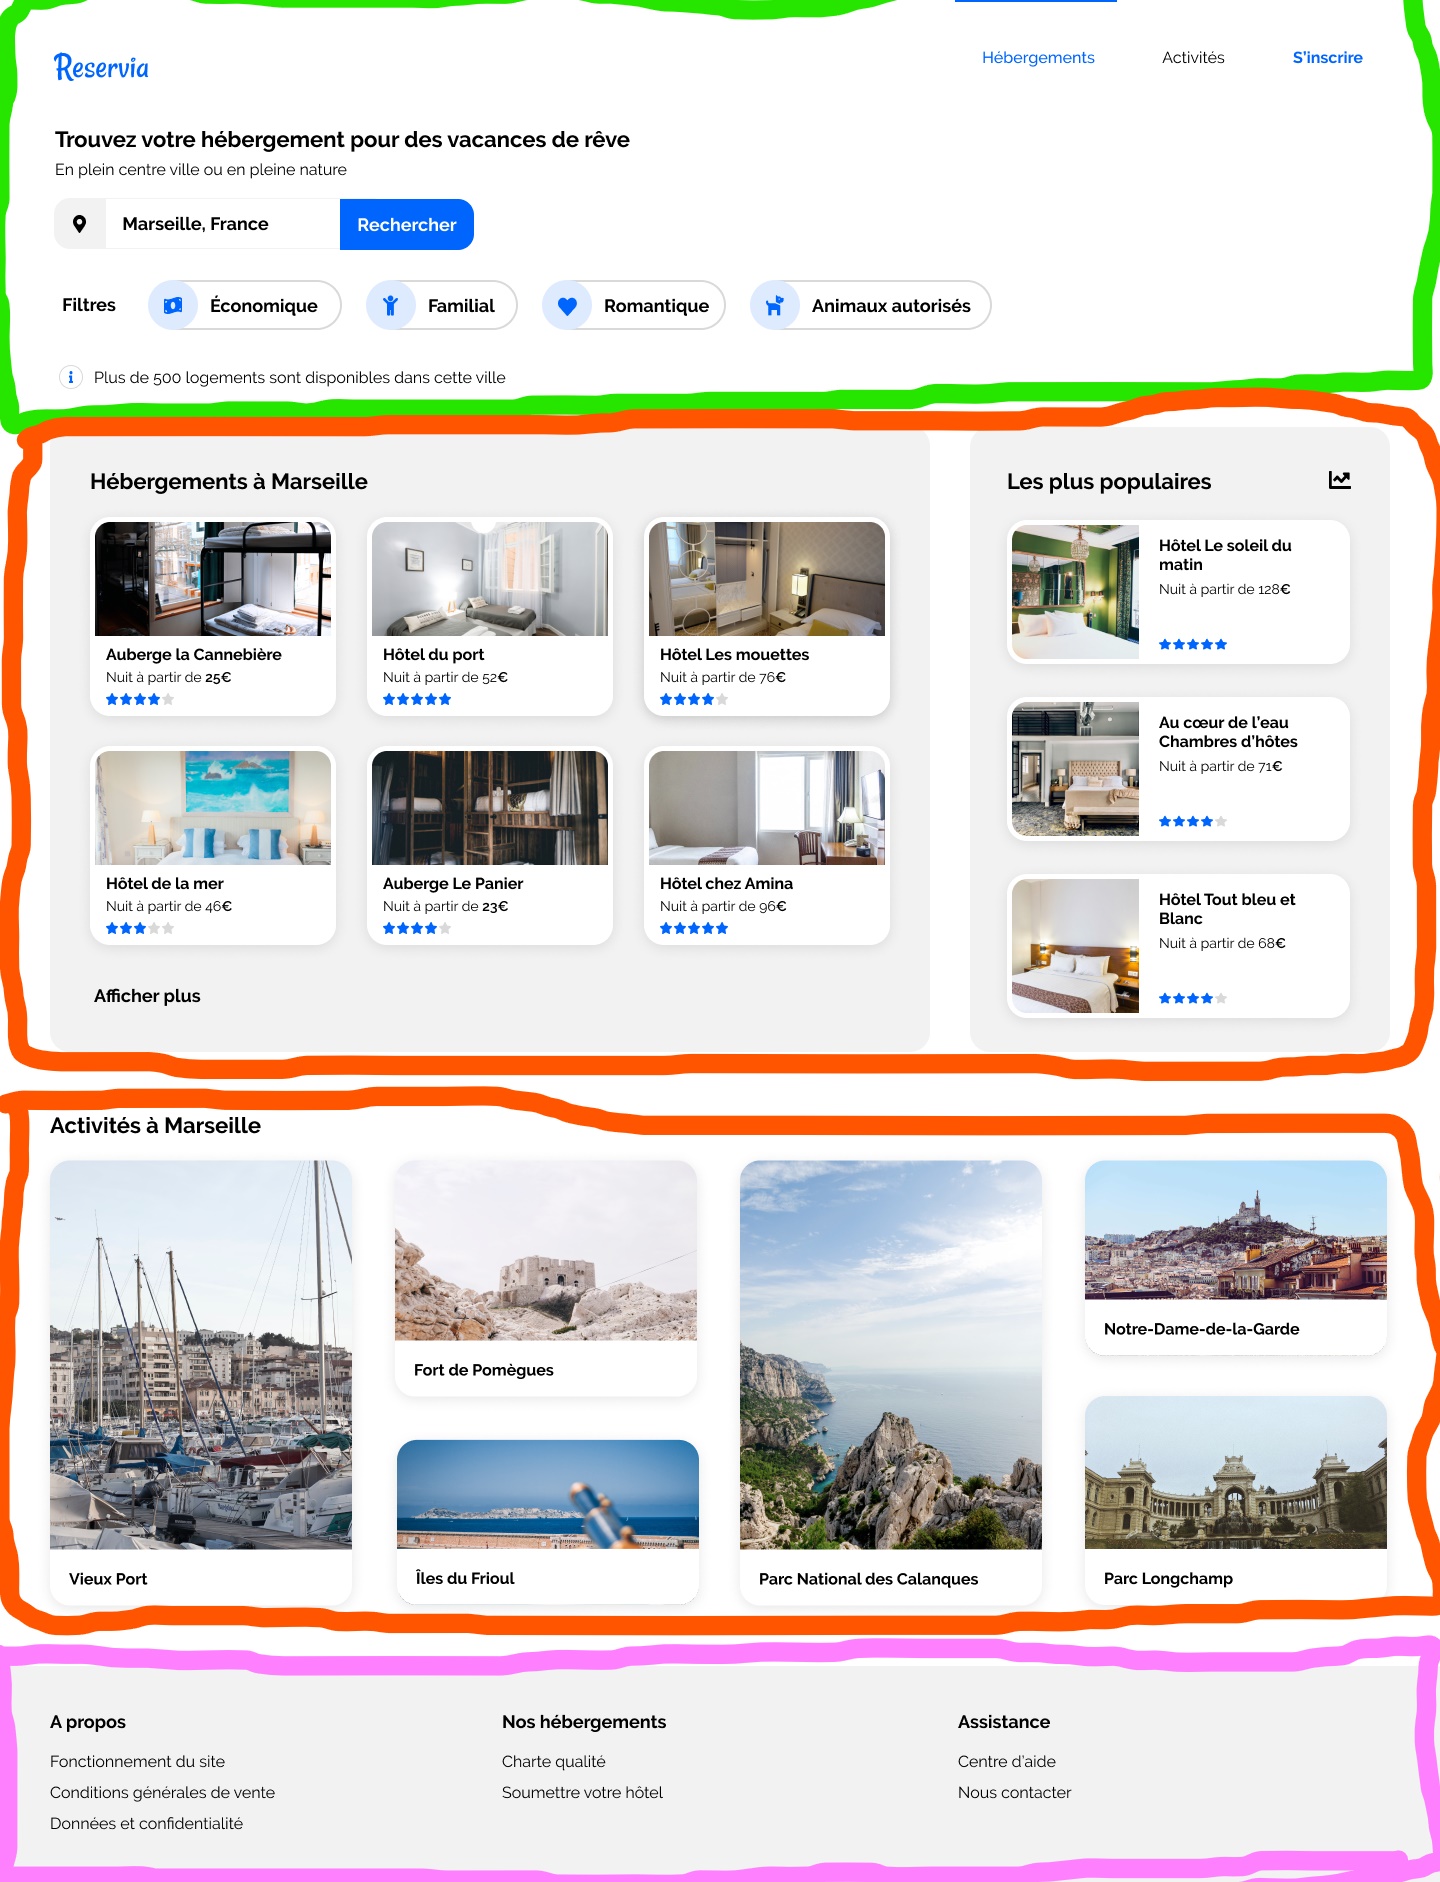 Reservia
Hébergements
Activités
S'inscrire
Trouvez votre hébergement pour des vacances de rêve
En plein centre ville ou en pleine nature
Marseille, France
Rechercher
Filtres
Économique
Familial
Romantique
Animaux autorisés
Plus de 500 logements sont disponibles dans cette ville
Hébergements à Marseille
Auberge la Cannebière
Nuit à partir de 25€
Hôtel du port
Nuit à partir de 52€
Hôtel Les mouettes
Nuit à partir de 76€
Hôtel de la mer
Nuit à partir de 46€
Auberge Le Panier
Nuit à partir de 23€
Hôtel chez Amina
Nuit à partir de 96€
Afficher plus
Les plus populaires
Hôtel Le soleil du
matin
Nuit à partir de 128€
Au cœur de l'eau
Chambres d'hôtes
Nuit à partir de 71€
Hôtel Tout bleu et
Blanc
Nuit à partir de 68€
Activités à Marseille
Vieux Port
Fort de Pomègues
Îles du Frioul
Parc National des Calanques
Notre-Dame-de-la-Garde
Parc Longchamp
A propos
Fonctionnement du site
Conditions générales de vente
Données et confidentialité
Nos hébergements
Charte qualité
Soumettre votre hôtel
Assistance
Centre d'aide
Nous contacter